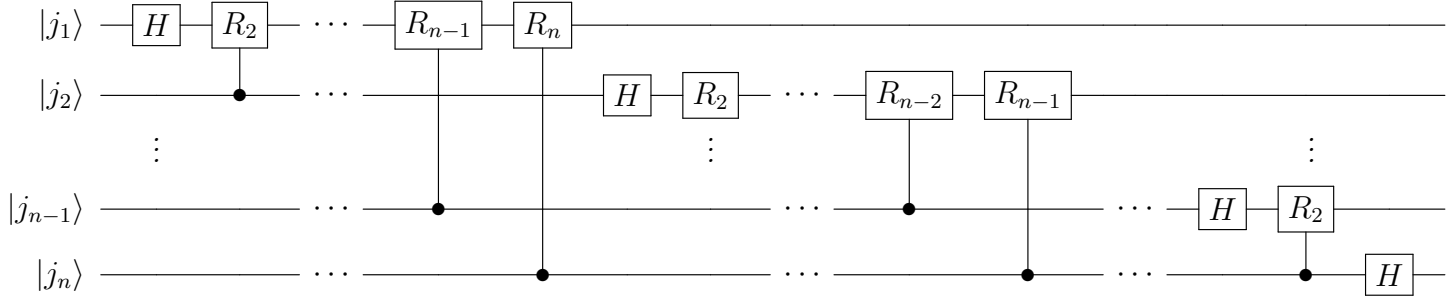 |j₁⟩ H R₂ ⋯ Rₙ₋₁ Rₙ
|j₂⟩ ⋯ H R₂ ⋯ Rₙ₋₂ Rₙ₋₁
⋮ ⋮ ⋮
|jₙ₋₁⟩ ⋯ ⋯ ⋯ H R₂
|jₙ⟩ ⋯ ⋯ ⋯ H